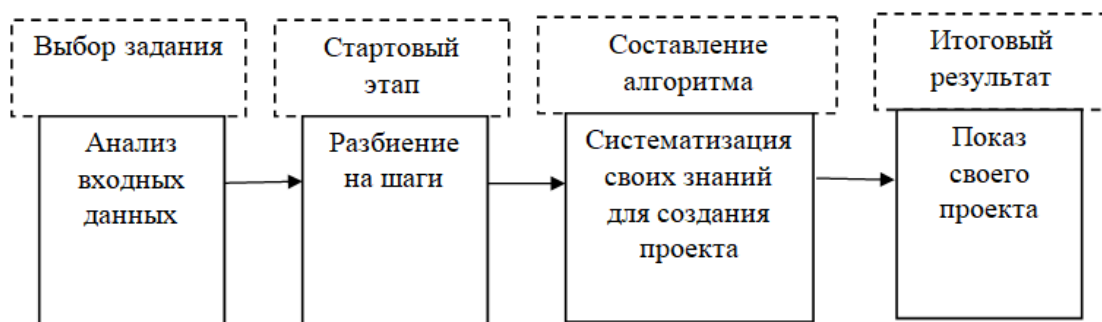 Выбор задания
Анализ
входных
данных
Стартовый
этап
Разбиение
на шаги
Составление
алгоритма
Систематизация
своих знаний
для создания
проекта
Итоговый
результат
Показ
своего
проекта